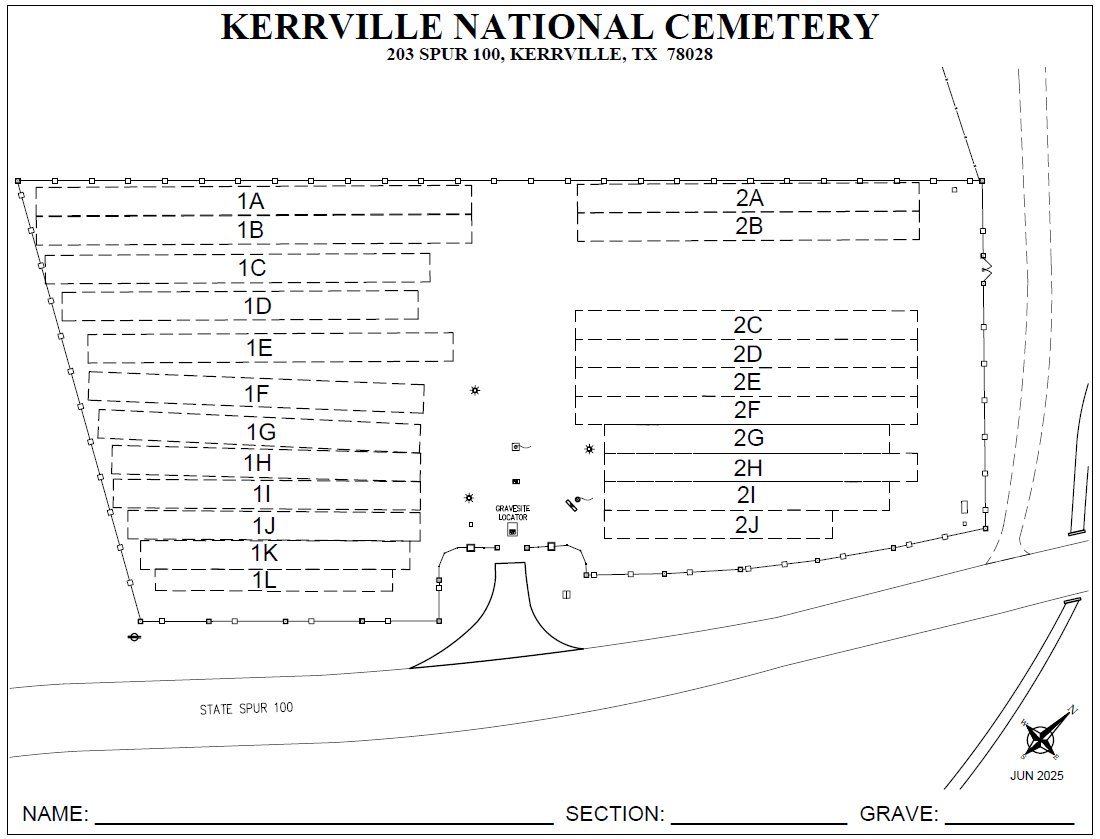 KERRVILLE NATIONAL CEMETERY
203 SPUR 100, KERRVILLE, TX 78028
1A
2A
1B
2B
1C
1D
2C
1E
2D
2E
1F
2F
1G
2G
1H
2H
1I
2I
GRAVESITE
LOCATOR
1J
2J
1K
1L
STATE SPUR 100
N
W
S
E
JUN 2025
NAME: SECTION: GRAVE: